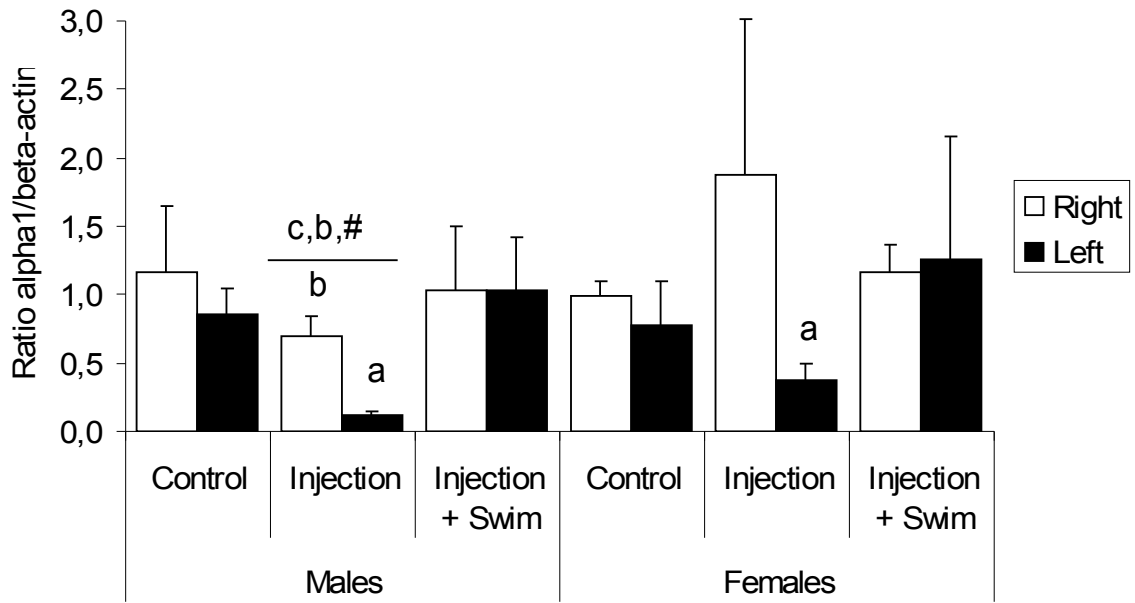 Ratio alpha1/beta-actin
3,0
2,5
2,0
1,5
1,0
0,5
0,0
c,b,#
b
a
a
Right
Left
Control
Injection
Injection
+ Swim
Control
Injection
Injection
+ Swim
Males
Females